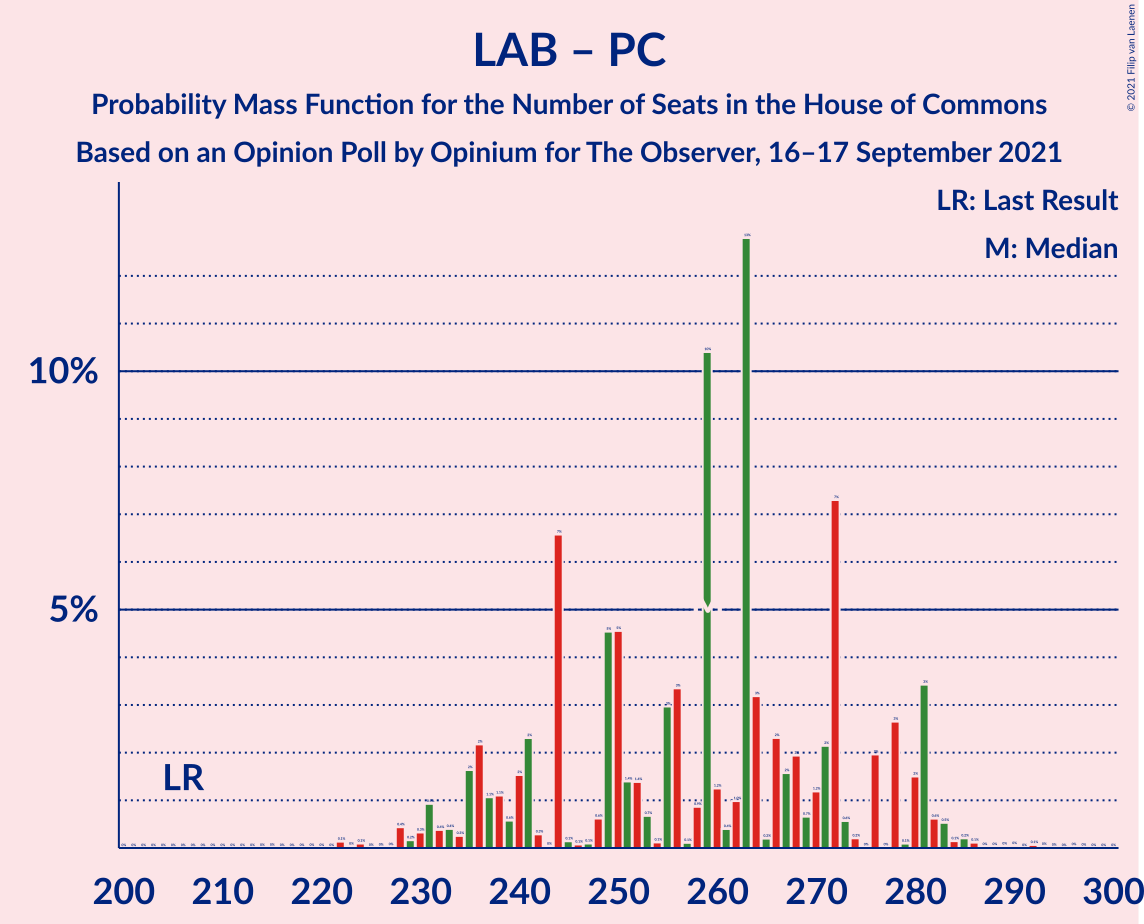 LAB – PC
Probability Mass Function for the Number of Seats in the House of Commons
Based on an Opinion Poll by Opinium for The Observer, 16–17 September 2021
© 2021 Filip van Laenen
LR: Last Result
M: Median
10%
5%
LR
200 210 220 230 240 250 260 270 280 290 300